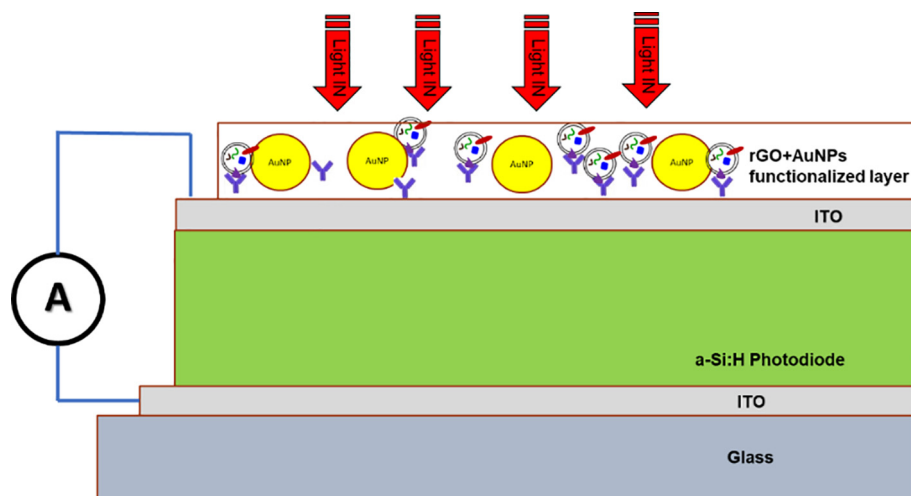 Light IN
Light IN
Light IN
Light IN
AuNP
AuNP
AuNP
AuNP
rGO+AuNPs
functionalized layer
ITO
A
a-Si:H Photodiode
ITO
Glass